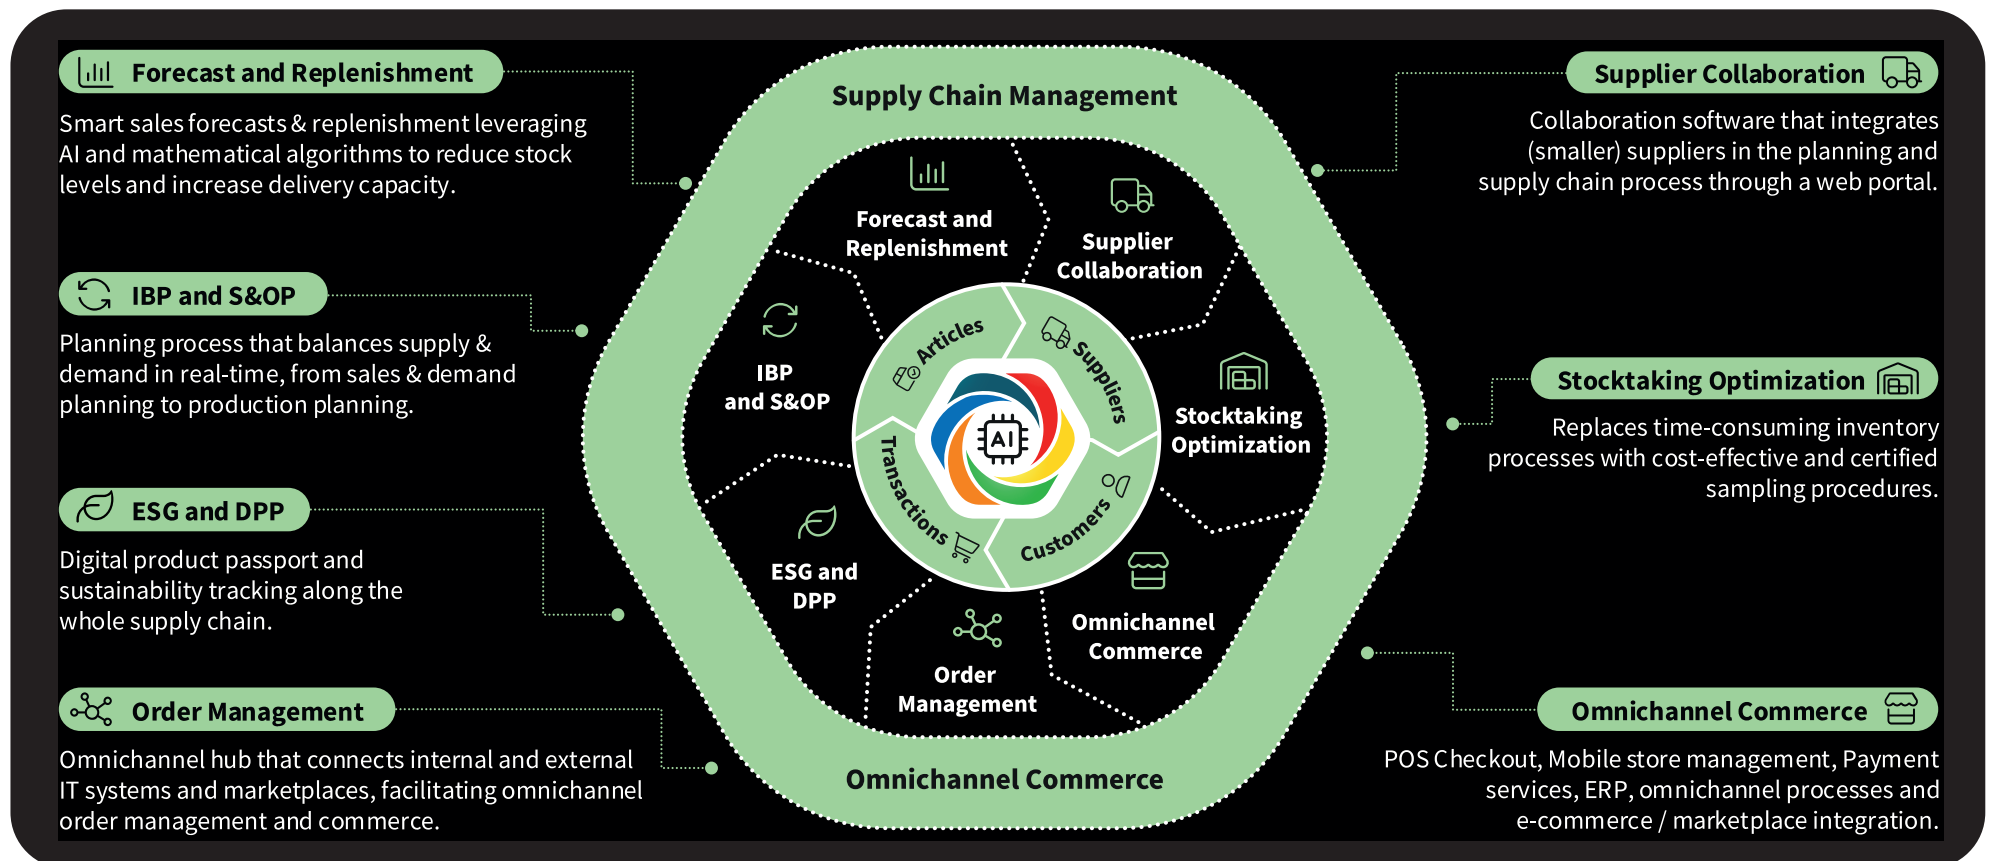 Forecast and Replenishment
Smart sales forecasts & replenishment leveraging
AI and mathematical algorithms to reduce stock
levels and increase delivery capacity.
IBP and S&OP
Planning process that balances supply &
demand in real-time, from sales & demand
planning to production planning.
ESG and DPP
Digital product passport and
sustainability tracking along the
whole supply chain.
Order Management
Omnichannel hub that connects internal and external
IT systems and marketplaces, facilitating omnichannel
order management and commerce.
Supply Chain Management
Forecast and
Replenishment
Supplier
Collaboration
IBP
and S&OP
Stocktaking
Optimization
ESG and
DPP
Omnichannel
Commerce
Order
Management
Articles
Suppliers
Transactions
Customers
AI
Omnichannel Commerce
Supplier Collaboration
Collaboration software that integrates
(smaller) suppliers in the planning and
supply chain process through a web portal.
Stocktaking Optimization
Replaces time-consuming inventory
processes with cost-effective and certified
sampling procedures.
Omnichannel Commerce
POS Checkout, Mobile store management, Payment
services, ERP, omnichannel processes and
e-commerce / marketplace integration.